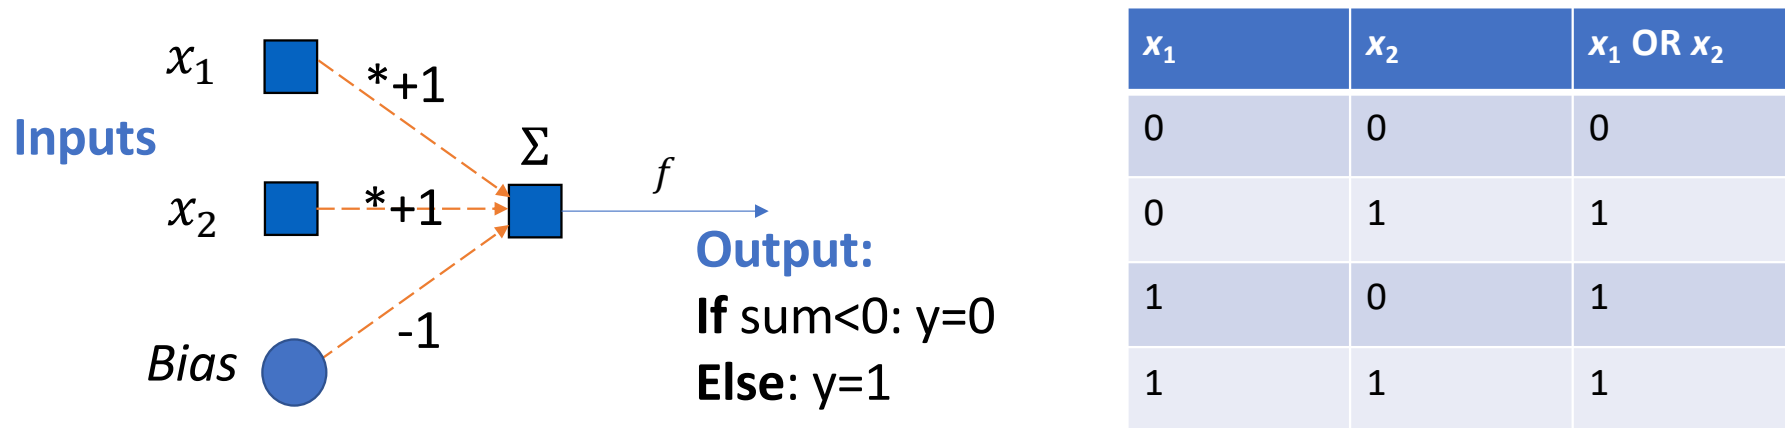 x₁
*+1
Inputs
Σ
f
x₂
*+1
Output:
If sum<0: y=0
Else: y=1
-1
Bias
x₁ x₂ x₁ OR x₂
0 0 0
0 1 1
1 0 1
1 1 1